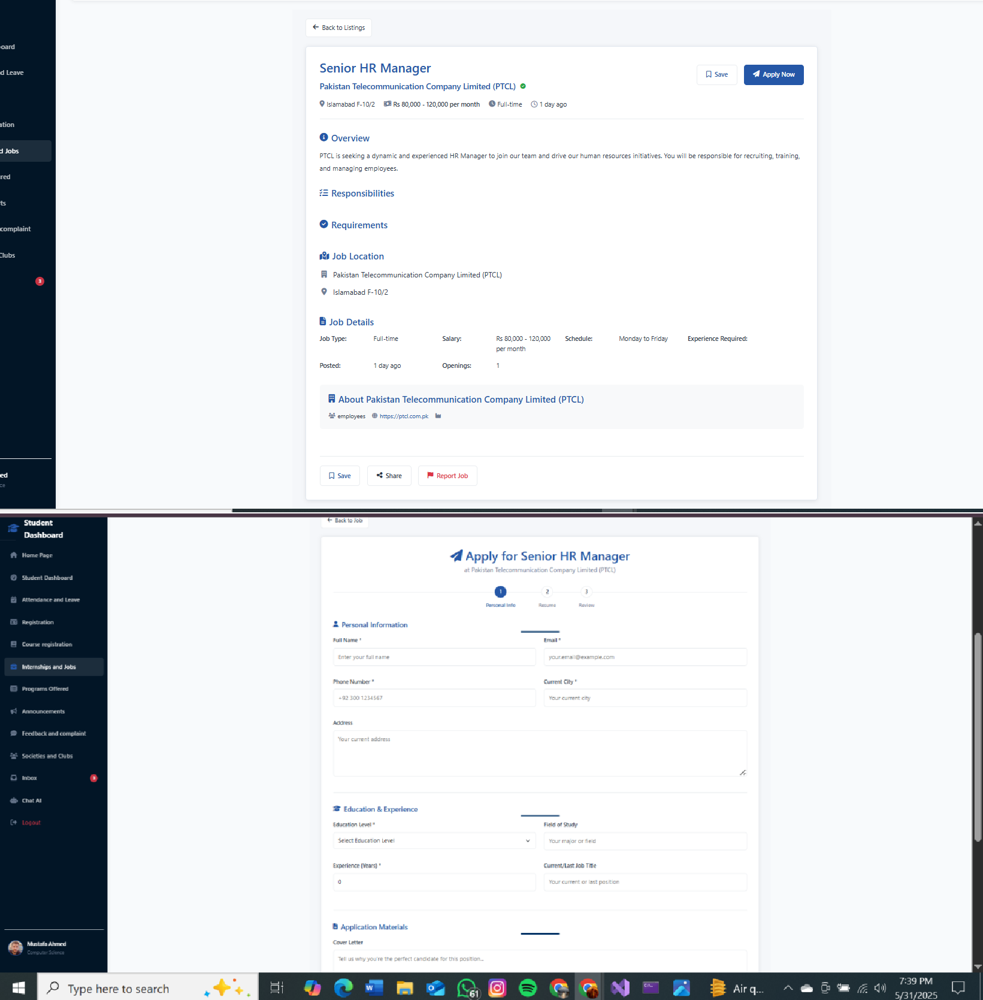 oard
d Leave
ation
d Jobs
red
ts
complaint
Clubs
3
ed
ce
Back to Listings
Senior HR Manager
Save
Apply Now
Pakistan Telecommunication Company Limited (PTCL)
Islamabad F-10/2 Rs 80,000 - 120,000 per month Full-time 1 day ago
Overview
PTCL is seeking a dynamic and experienced HR Manager to join our team and drive our human resources initiatives. You will be responsible for recruiting, training,
and managing employees.
Responsibilities
Requirements
Job Location
Pakistan Telecommunication Company Limited (PTCL)
Islamabad F-10/2
Job Details
Job Type: Full-time Salary: Rs 80,000 - 120,000 Schedule: Monday to Friday Experience Required:
per month
Posted: 1 day ago Openings: 1
About Pakistan Telecommunication Company Limited (PTCL)
employees https://ptcl.com.pk
Save Share Report Job
Student
Dashboard
Home Page
Student Dashboard
Attendance and Leave
Registration
Course registration
Internships and Jobs
Programs Offered
Announcements
Feedback and complaint
Societies and Clubs
Inbox 3
Chat AI
Logout
Mustafa Ahmed
Computer Science
Back to Job
Apply for Senior HR Manager
at Pakistan Telecommunication Company Limited (PTCL)
1 2 3
Personal Info Resume Review
Personal Information
Full Name * Email *
Enter your full name your.email@example.com
Phone Number * Current City *
+92 300 1234567 Your current city
Address
Your current address
Education & Experience
Education Level * Field of Study
Select Education Level Your major or field
Experience (Years) * Current/Last Job Title
0 Your current or last position
Application Materials
Cover Letter
Tell us why you're the perfect candidate for this position...
Type here to search
61
Air q...
7:39 PM
5/31/2025